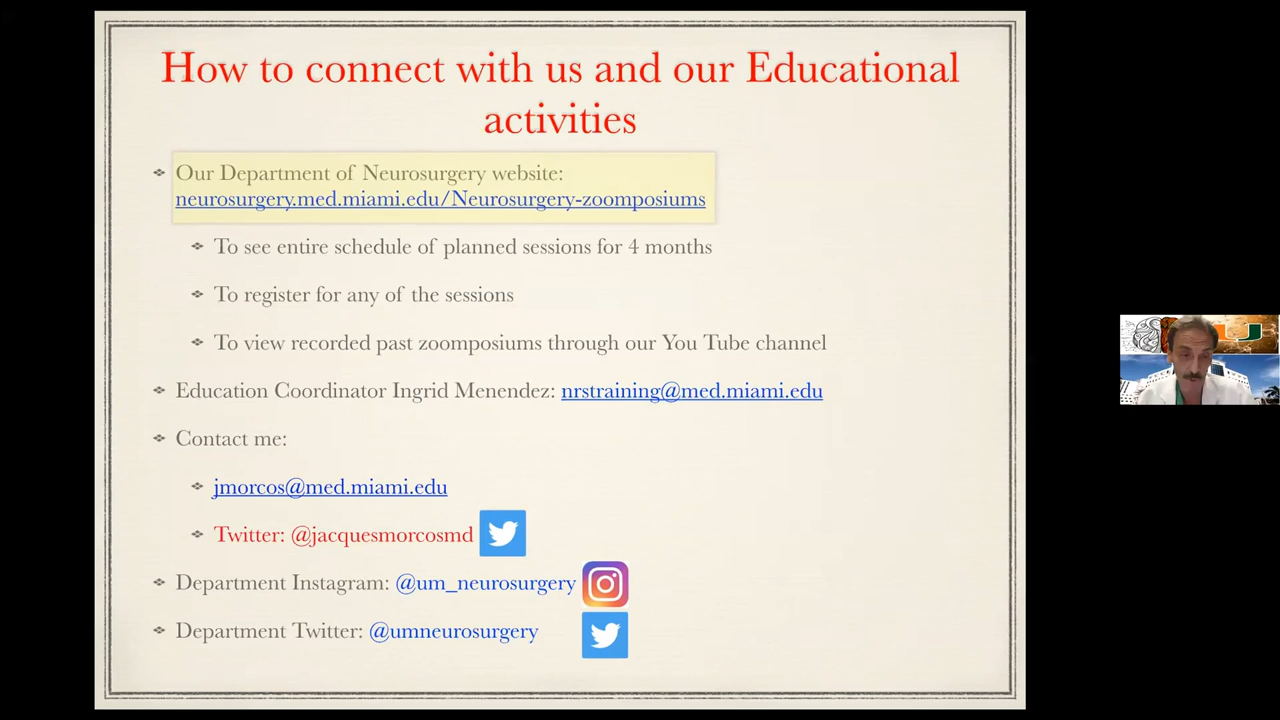 How to connect with us and our Educational
activities
Our Department of Neurosurgery website:
neurosurgery.med.miami.edu/Neurosurgery-zoomposiums
To see entire schedule of planned sessions for 4 months
To register for any of the sessions
To view recorded past zoomposiums through our You Tube channel
Education Coordinator Ingrid Menendez: nrstraining@med.miami.edu
Contact me:
jmorcos@med.miami.edu
Twitter: @jacquesmorcosmd
Department Instagram: @um_neurosurgery
Department Twitter: @umneurosurgery